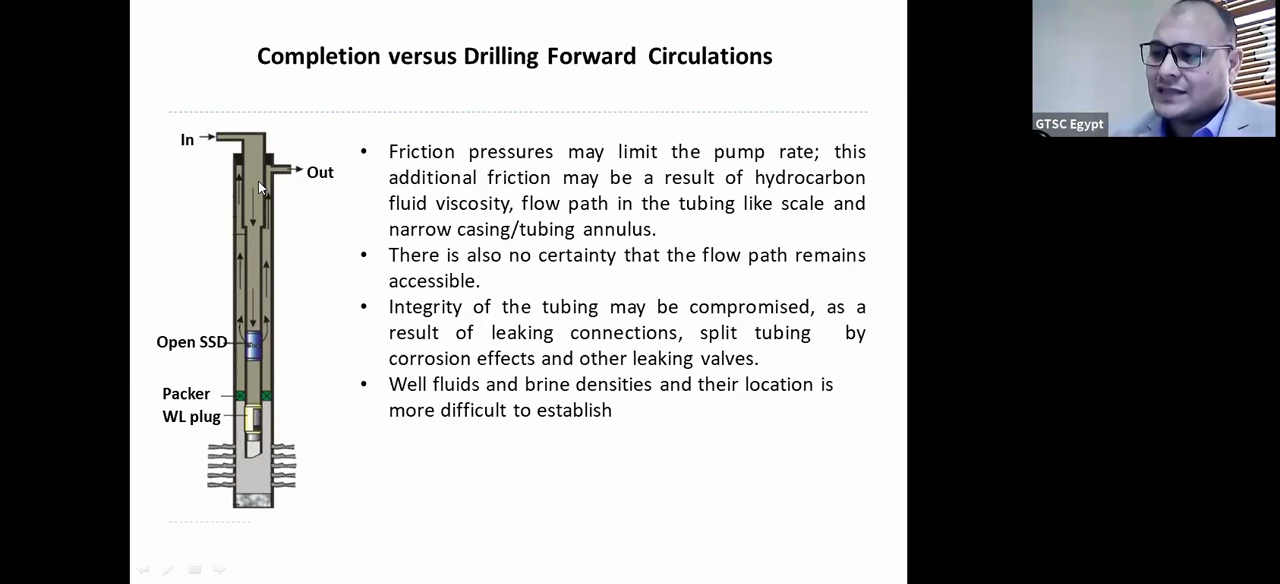 Completion versus Drilling Forward Circulations
In
Out
Open SSD
Packer
WL plug
• Friction pressures may limit the pump rate; this
additional friction may be a result of hydrocarbon
fluid viscosity, flow path in the tubing like scale and
narrow casing/tubing annulus.
• There is also no certainty that the flow path remains
accessible.
• Integrity of the tubing may be compromised, as a
result of leaking connections, split tubing by
corrosion effects and other leaking valves.
• Well fluids and brine densities and their location is
more difficult to establish
GTSC Egypt